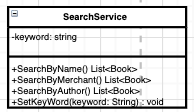 SearchService
-keyword: string
+SearchByName() List<Book>
+SearchByMerchant() List<Book>
+SearchByAuthor() List<Book>
+SetKeyWord(keyword: String) : void